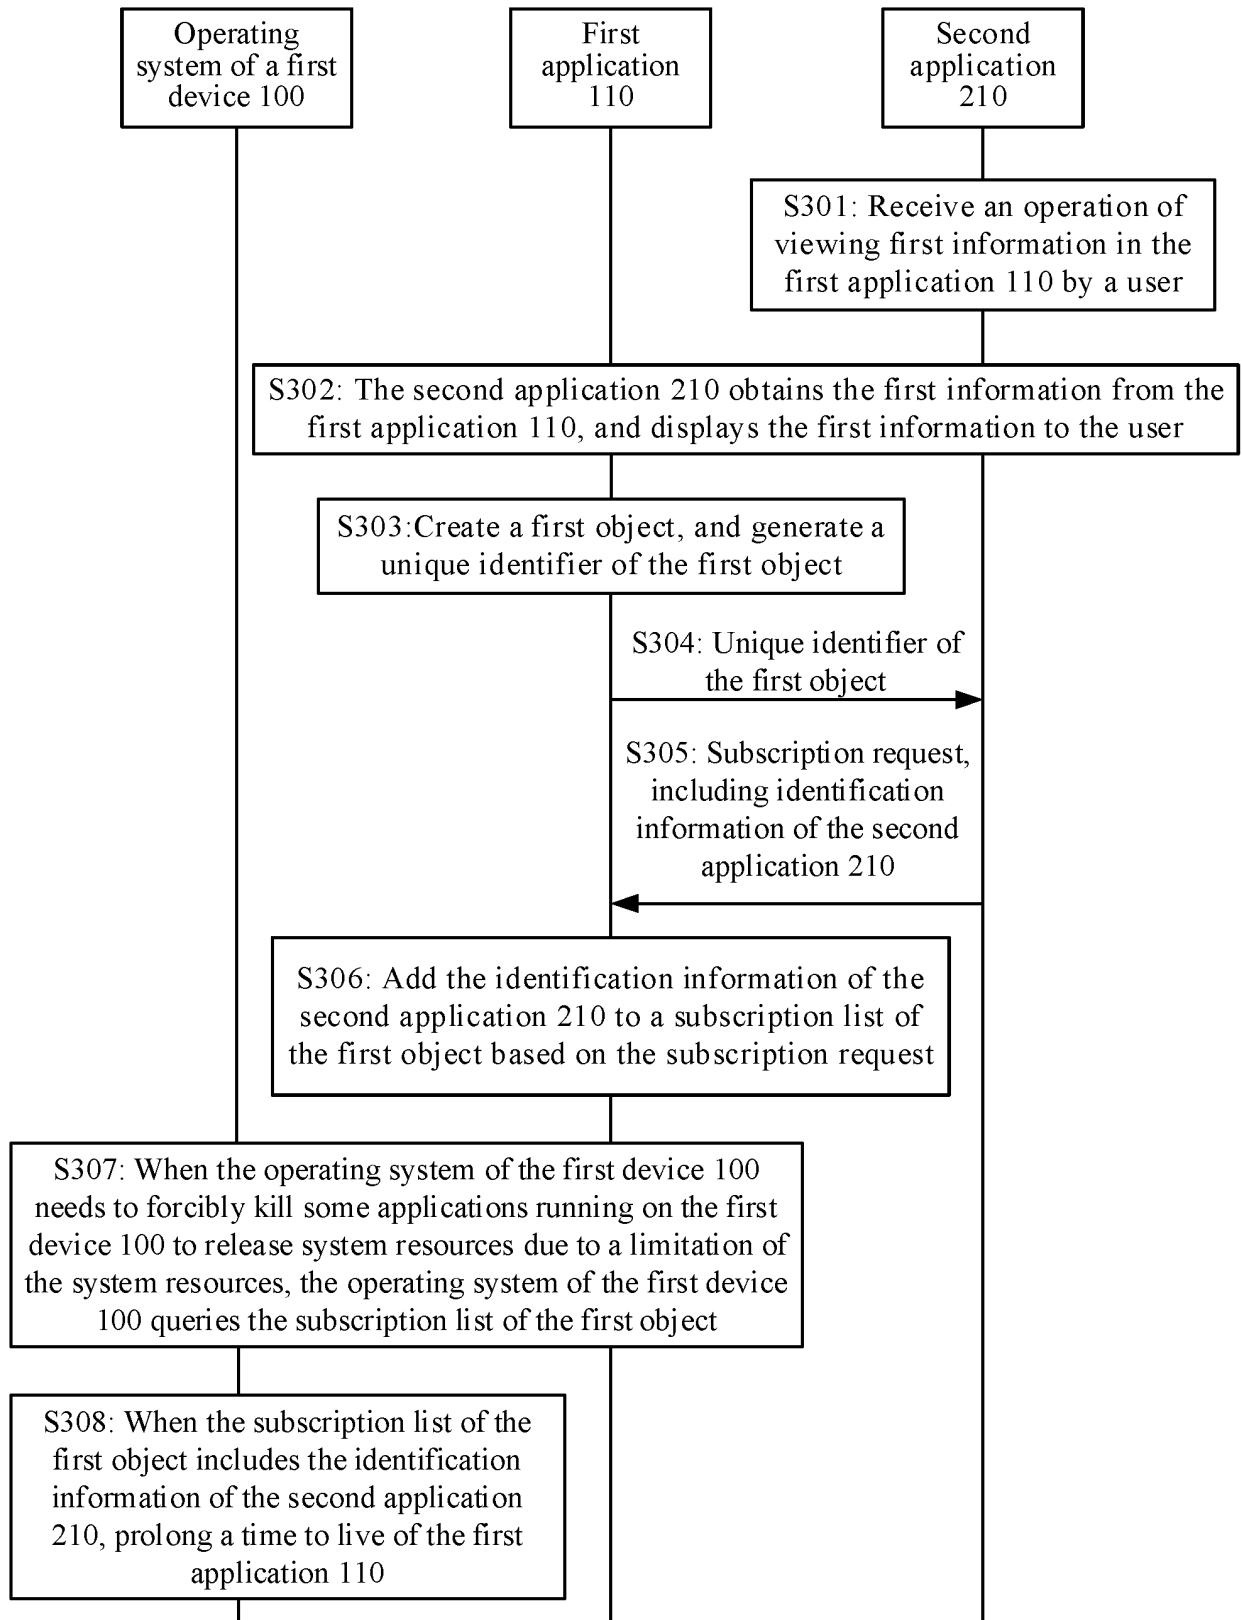 Operating
system of a first
device 100
First
application
110
Second
application
210
S301: Receive an operation of
viewing first information in the
first application 110 by a user
S302: The second application 210 obtains the first information from the
first application 110, and displays the first information to the user
S303:Create a first object, and generate a
unique identifier of the first object
S304: Unique identifier of
the first object
S305: Subscription request,
including identification
information of the second
application 210
S306: Add the identification information of the
second application 210 to a subscription list of
the first object based on the subscription request
S307: When the operating system of the first device 100
needs to forcibly kill some applications running on the first
device 100 to release system resources due to a limitation of
the system resources, the operating system of the first device
100 queries the subscription list of the first object
S308: When the subscription list of the
first object includes the identification
information of the second application
210, prolong a time to live of the first
application 110